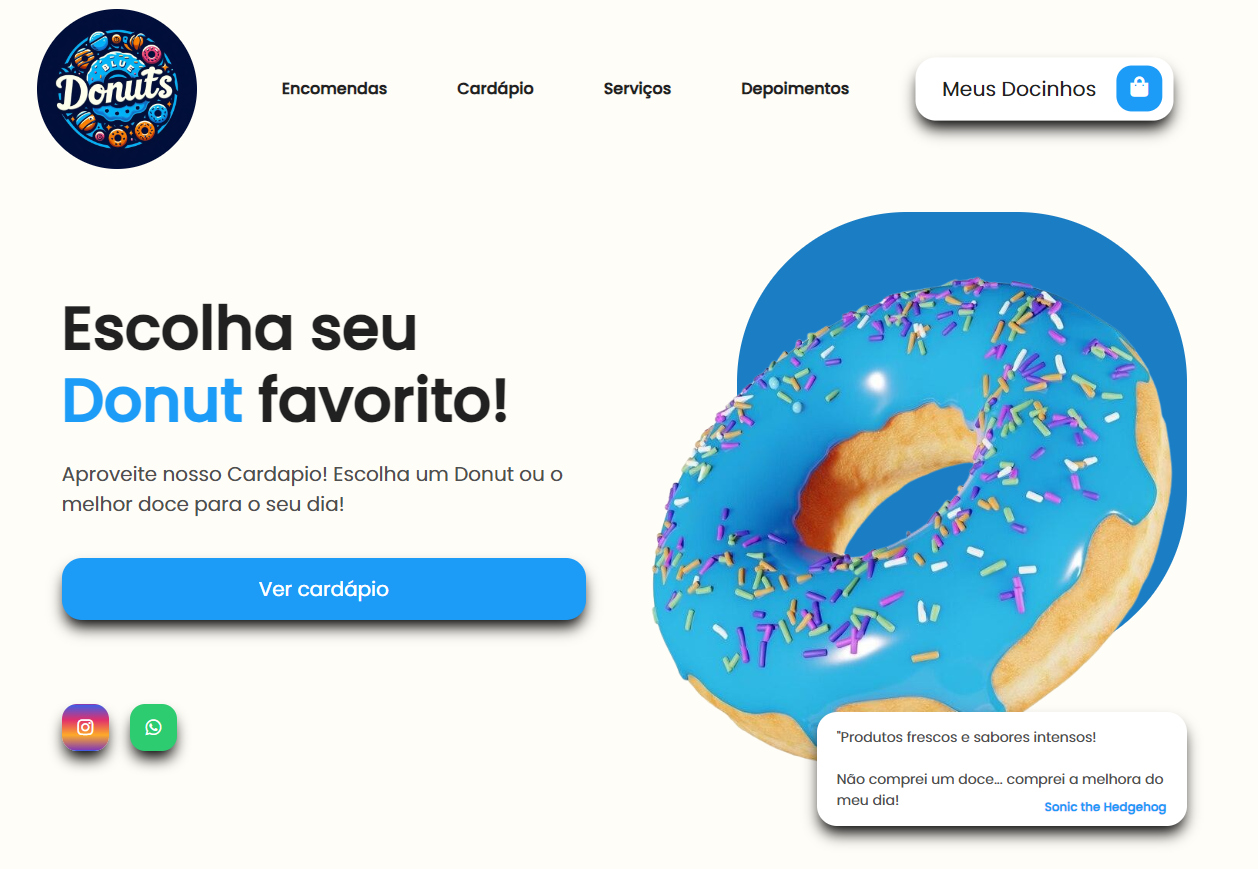 BLUE
Donuts
Encomendas
Cardápio
Serviços
Depoimentos
Meus Docinhos
Escolha seu
Donut favorito!
Aproveite nosso Cardapio! Escolha um Donut ou o
melhor doce para o seu dia!
Ver cardápio
"Produtos frescos e sabores intensos!
Não comprei um doce... comprei a melhora do
meu dia!
Sonic the Hedgehog